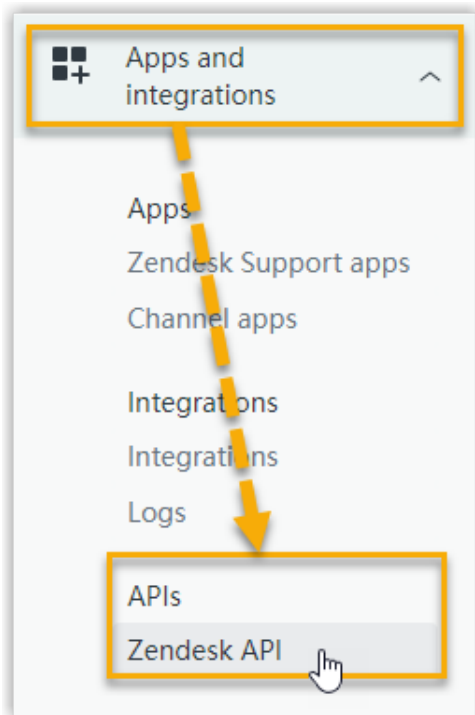 Apps and
integrations
Apps
Zendesk Support apps
Channel apps
Integrations
Integrations
Logs
APIs
Zendesk API